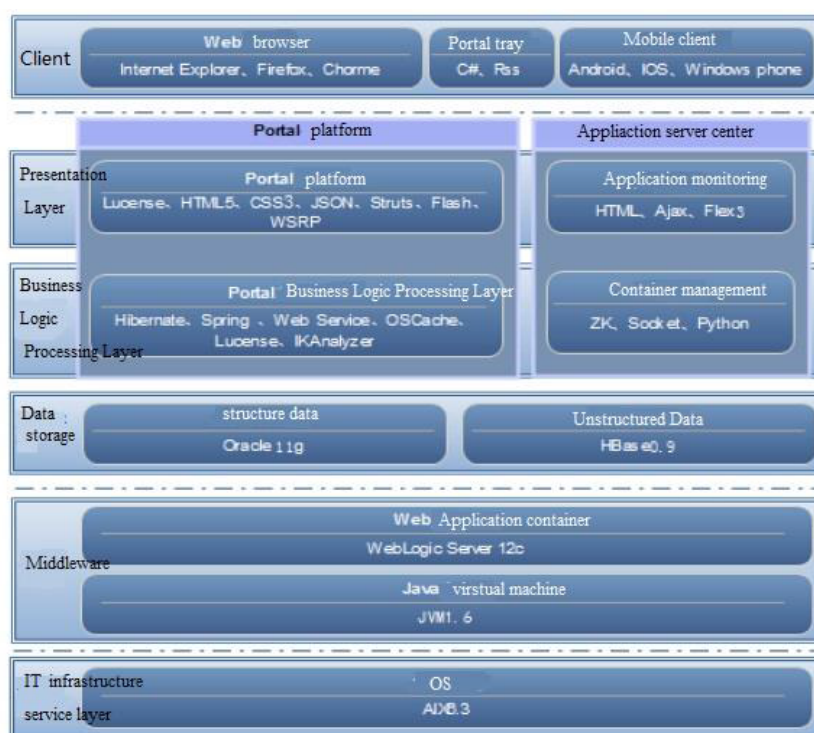 Client
Web browser
Internet Explorer、Firefox、Chorme
Portal tray
C#、Rss
Mobile client
Android、IOS、Windows phone
Portal platform
Appliaction server center
Presentation
Layer
Portal platform
Lucense、HTML5、CSS3、JSON、Struts、Flash、
WSRP
Application monitoring
HTML、Ajax、Flex3
Business
Logic
Processing Layer
Portal Business Logic Processing Layer
Hibernate、Spring 、Web Service、OSCache、
Lucense、IKAnalyzer
Container management
ZK、Socket、Python
Data :
storage
structure data
Oracle 11g
Unstructured Data
HBase0.9
Middleware
Web Application container
WebLogic Server 12c
Java virstual machine
JVM1.6
IT infrastructure
service layer
OS